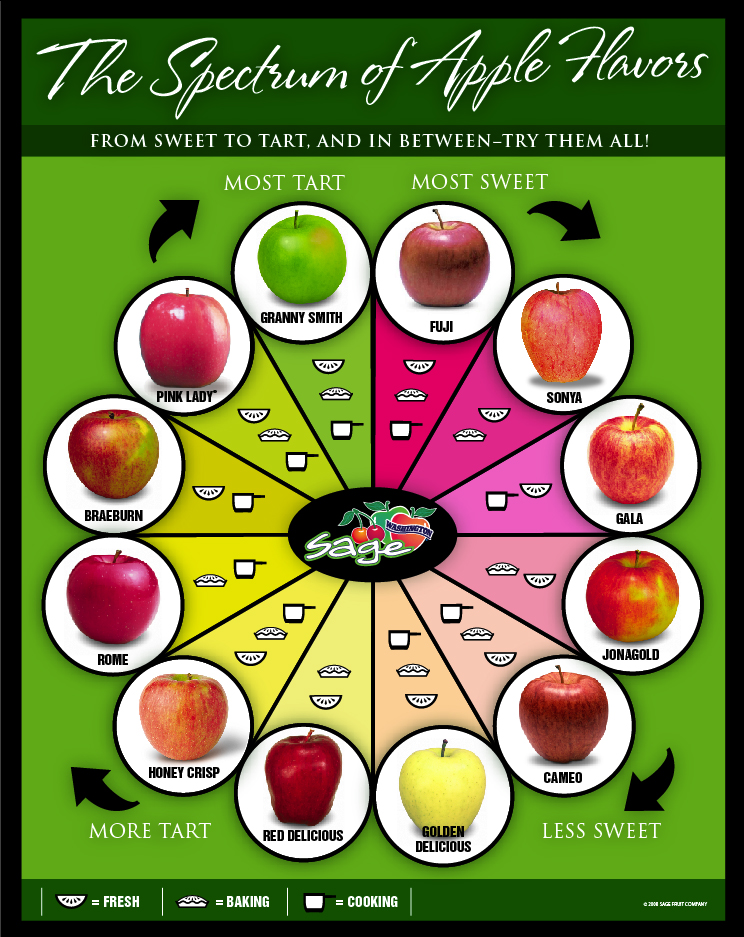 The Spectrum of Apple Flavors
FROM SWEET TO TART, AND IN BETWEEN–TRY THEM ALL!
MOST TART
MOST SWEET
GRANNY SMITH
FUJI
PINK LADY
SONYA
BRAEBURN
GALA
WASHINGTON
sage
ROME
JONAGOLD
HONEY CRISP
CAMEO
RED DELICIOUS
GOLDEN
DELICIOUS
MORE TART
LESS SWEET
= FRESH
= BAKING
= COOKING
© 2008 SAGE FRUIT COMPANY